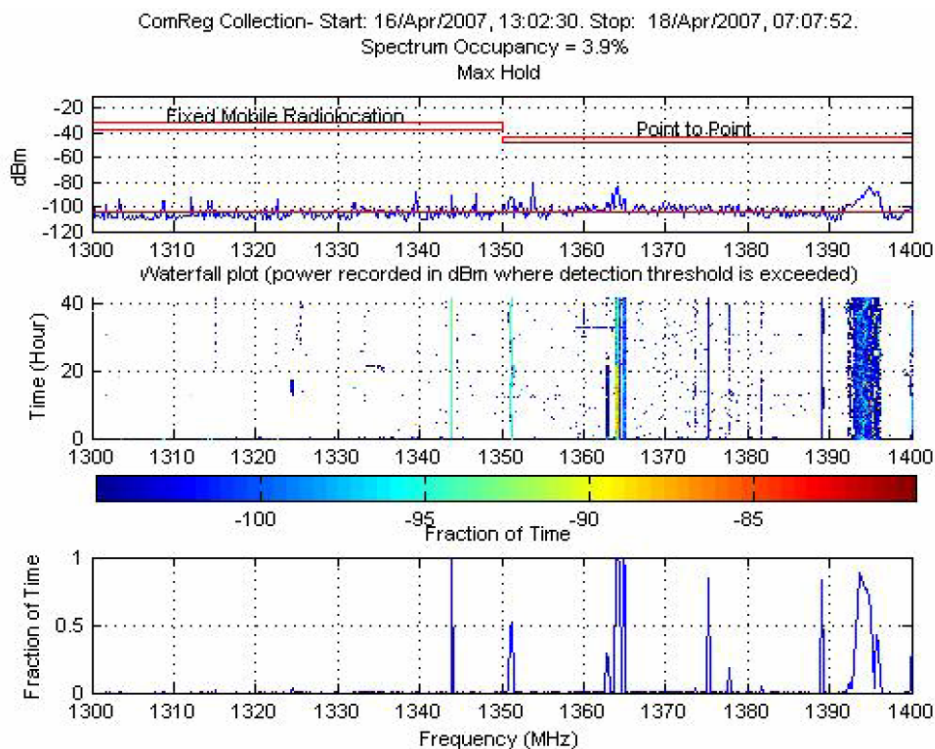 ComReg Collection- Start: 16/Apr/2007, 13:02:30. Stop:  18/Apr/2007, 07:07:52.
Spectrum Occupancy = 3.9%
Max Hold
-20
-40
-60
-80
-100
-120
dBm
Fixed Mobile Radiolocation
Point to Point
1300 1310 1320 1330 1340 1350 1360 1370 1380 1390 1400
Waterfall plot (power recorded in dBm where detection threshold is exceeded)
40
20
0
Time (Hour)
1300 1310 1320 1330 1340 1350 1360 1370 1380 1390 1400
-100 -95 -90 -85
Fraction of Time
1
0.5
0
Fraction of Time
1300 1310 1320 1330 1340 1350 1360 1370 1380 1390 1400
Frequency (MHz)